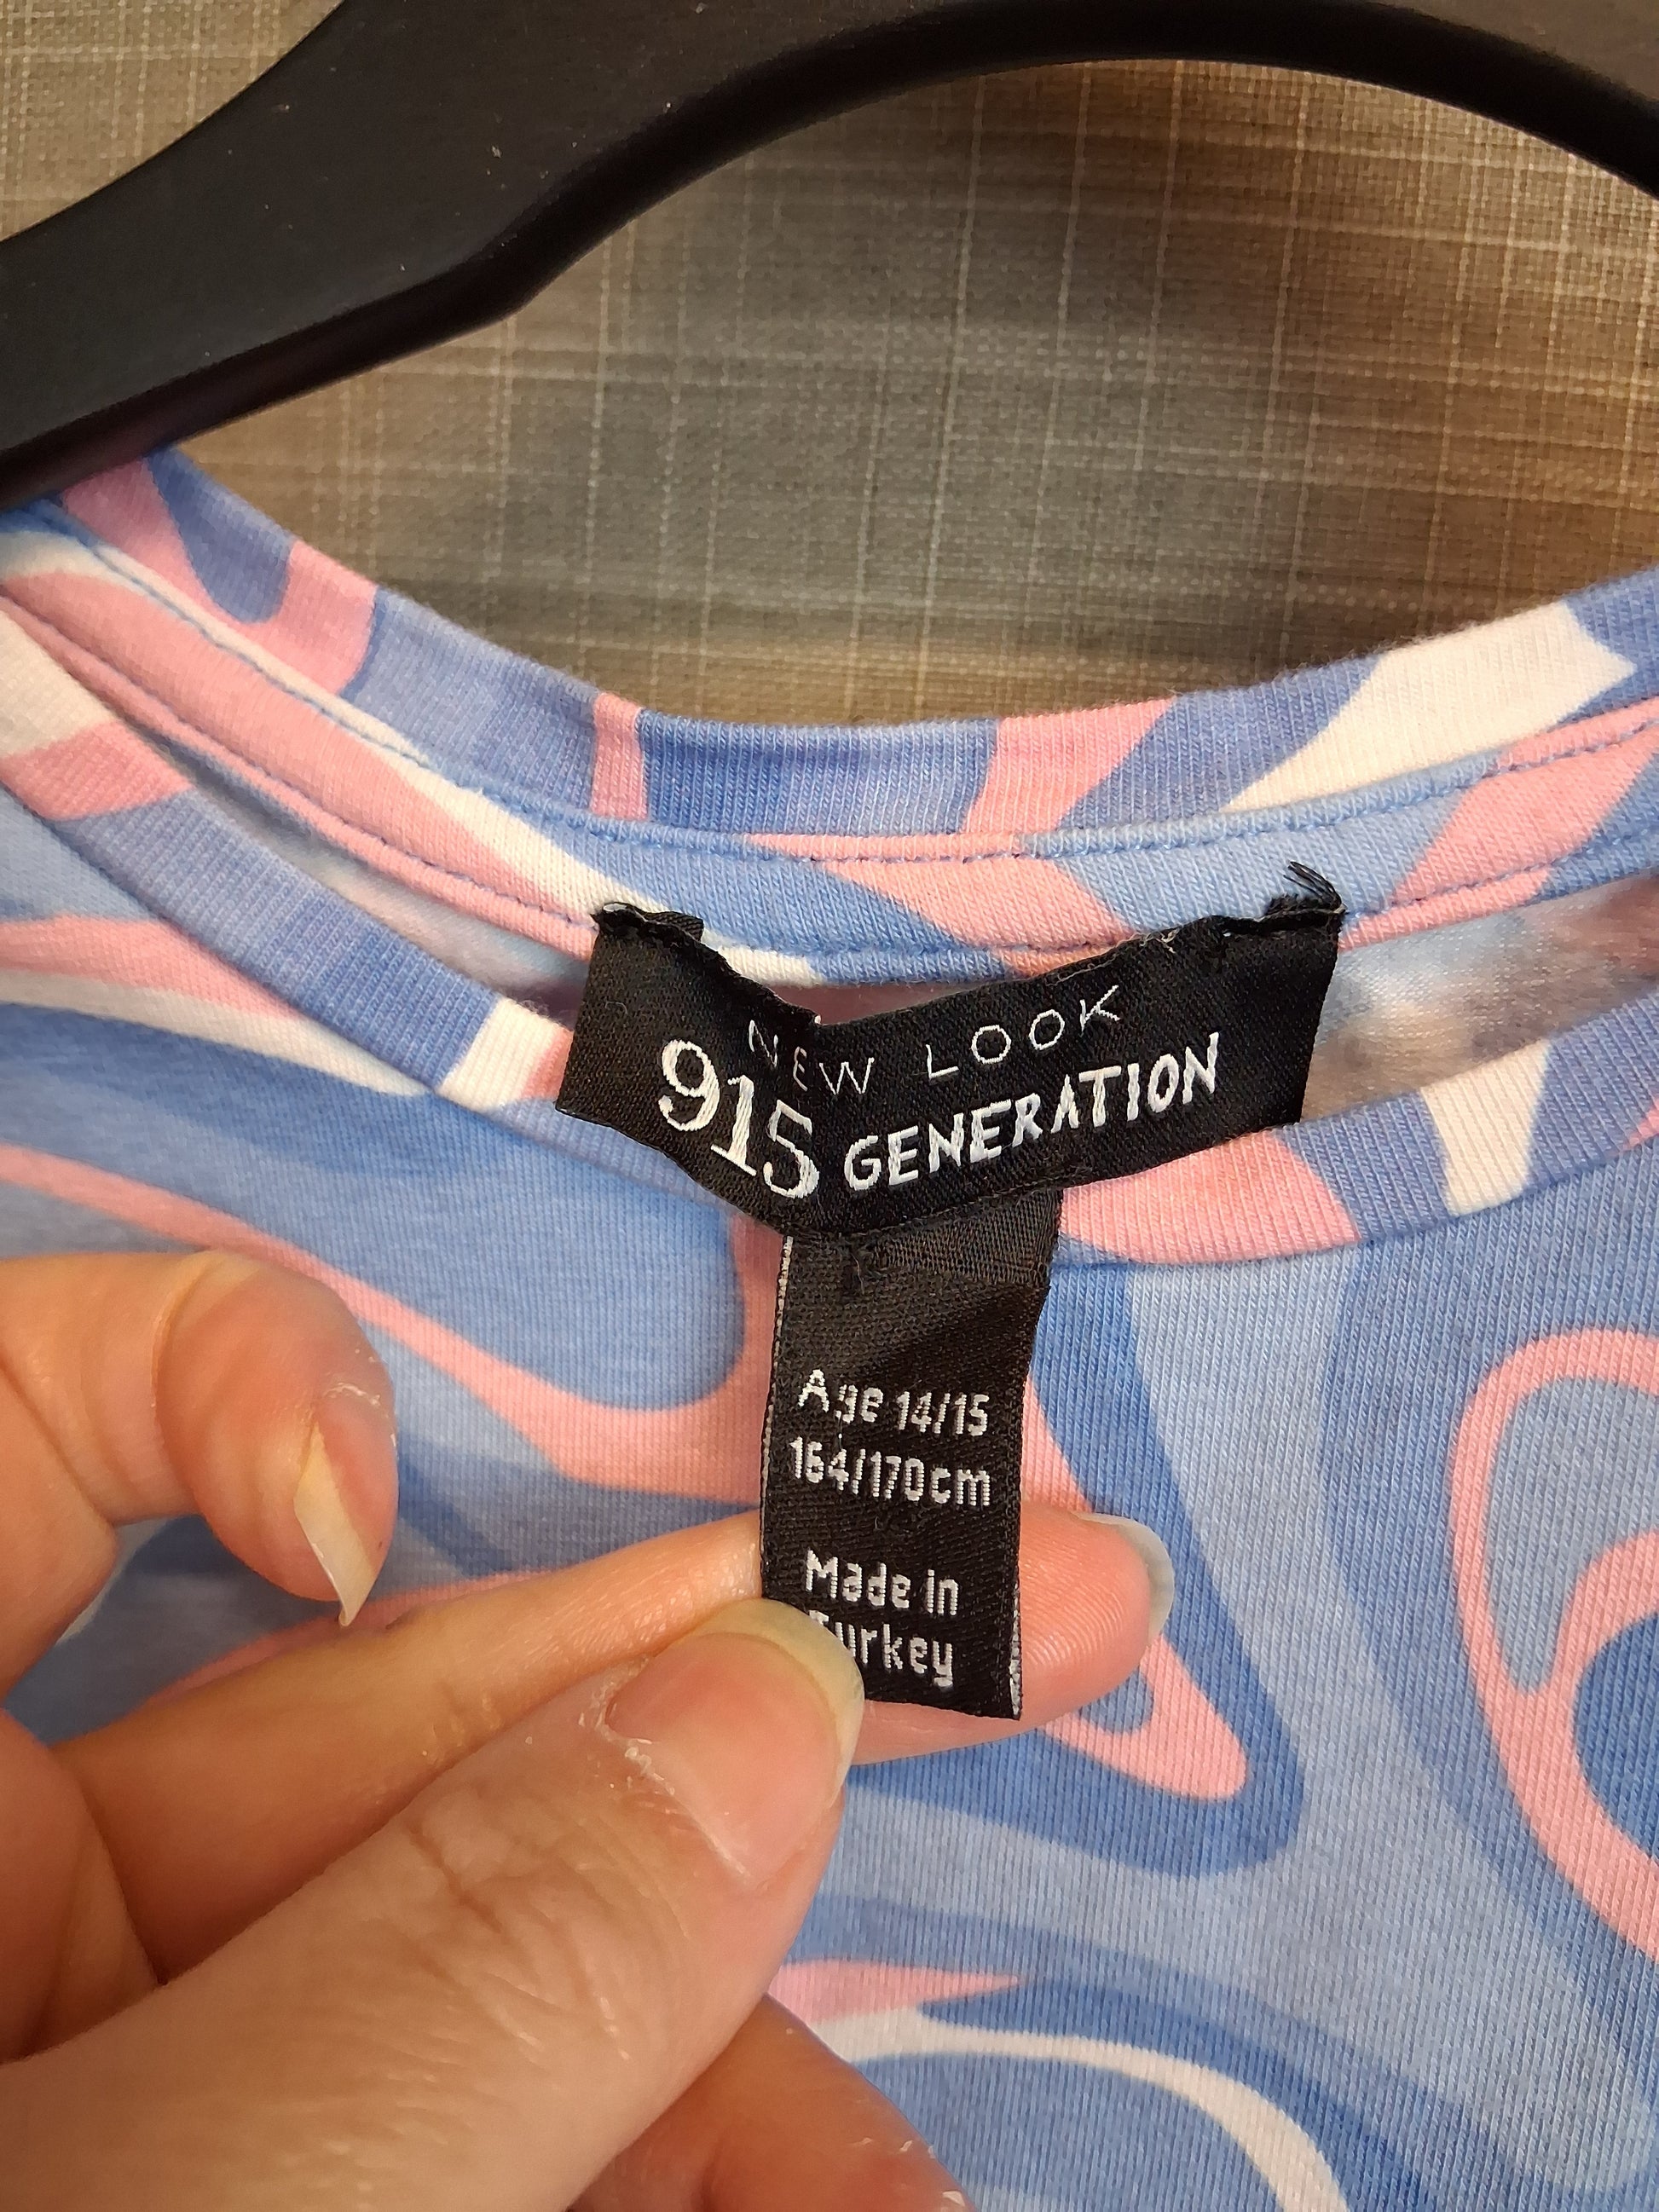 NEW LOOK
915 GENERATION
Age 14/15
164/170cm
Made in
Turkey